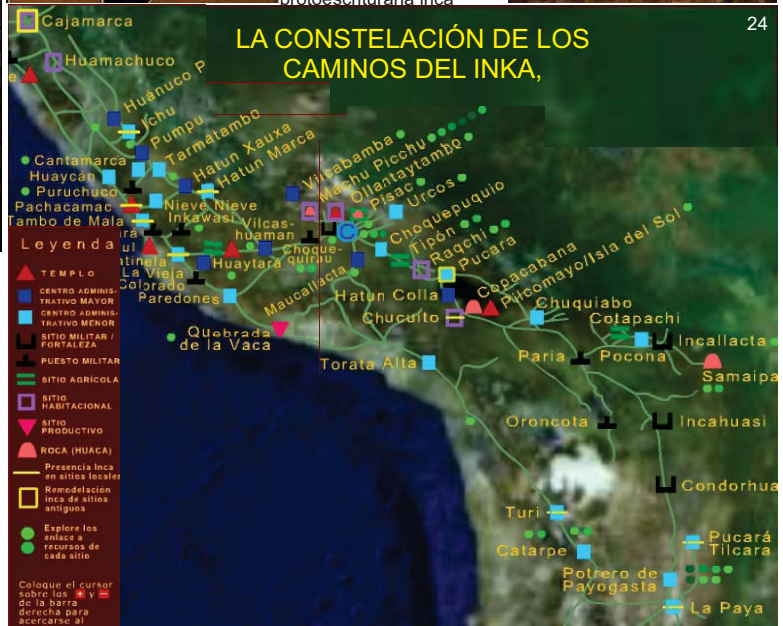 protoescrituraria inca
24
LA CONSTELACIÓN DE LOS
CAMINOS DEL INKA,
Cajamarca
Huamachuco
Huánuco P
Ichu
Pumpu
Tarmatambo
Hatun Xauxa
Hatun Marca
Cantamarca
Huaycán
Puruchuco
Pachacamac
Tambo de Mala
Nieve Nieve
Inkawasi
Vilcas-
huaman
Huaytara
La Vieja
Paredones
Quebrada
de la Vaca
Maucallacta
Choque-
quirau
Vilcabamba
Machu Picchu
Ollantaytambo
Pisac
Urcos
C
Choquepuquio
Tipón
Raqchi
Pucara
Hatun Colla
Chucuito
Copacabana
Pilcomayo/Isla del Sol
Chuquiabo
Cotapachi
Incallacta
Paria
Pocona
Samaipa
Torata Alta
Oroncota
Incahuasi
Condorhua
Turi
Catarpe
Pucará
Tilcara
Potrero de
Payogasta
La Paya
Leyenda
TEMPLO
CENTRO ADMINIS-
TRATIVO MAYOR
CENTRO ADMINIS-
TRATIVO MENOR
SITIO MILITAR /
FORTALEZA
PUESTO MILITAR
SITIO AGRÍCOLA
SITIO
HABITACIONAL
SITIO
PRODUCTIVO
ROCA (HUACA)
Presencia Inca
en sitios locales
Remodelación
inca de sitios
antiguos
Explore los
enlace a
recursos de
cada sitio
Coloque el cursor
sobre los + y −
de la barra
derecha para
acercarse al